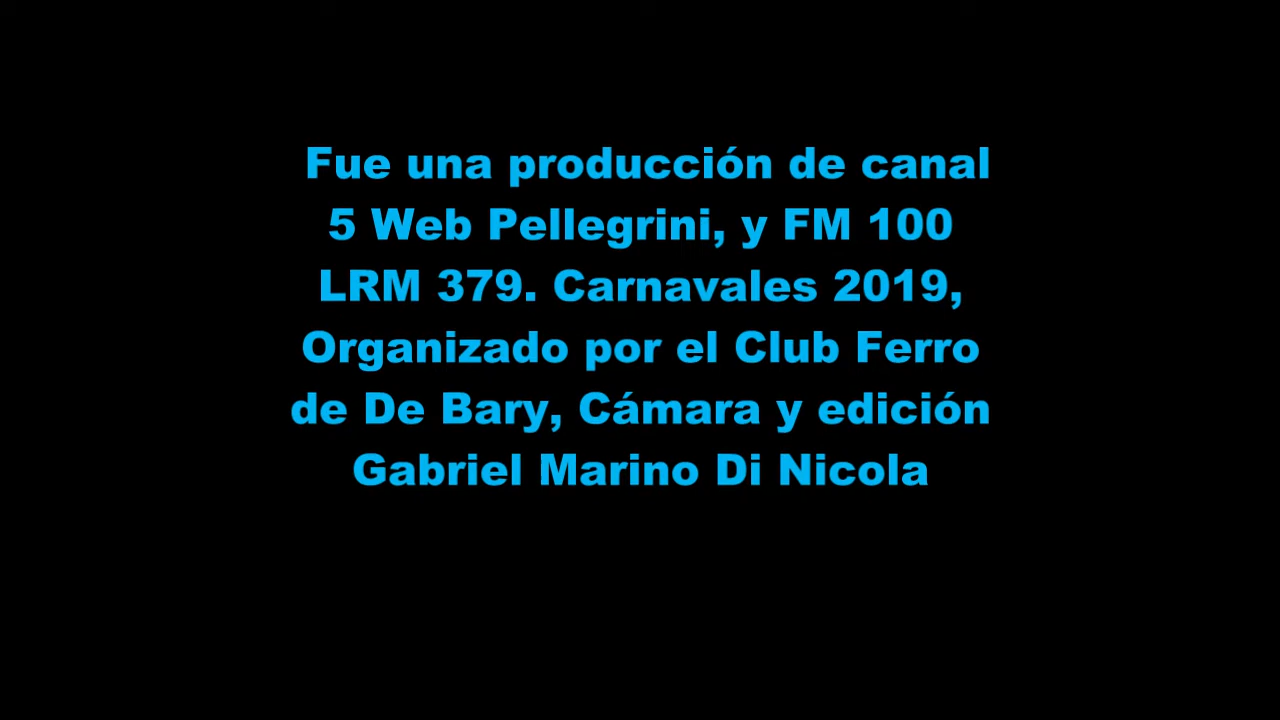 Fue una producción de canal
5 Web Pellegrini, y FM 100
LRM 379. Carnavales 2019,
Organizado por el Club Ferro
de De Bary, Cámara y edición
Gabriel Marino Di Nicola